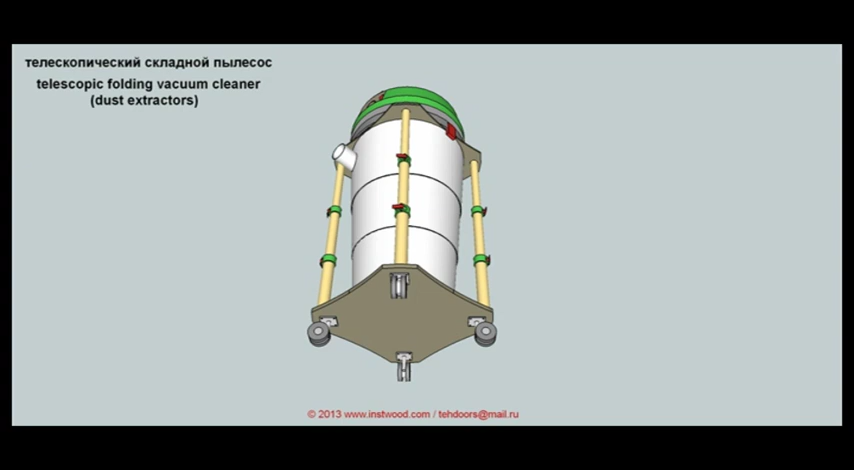 телескопический складной пылесос
telescopic folding vacuum cleaner
(dust extractors)
© 2013 www.instwood.com / tehdoors@mail.ru